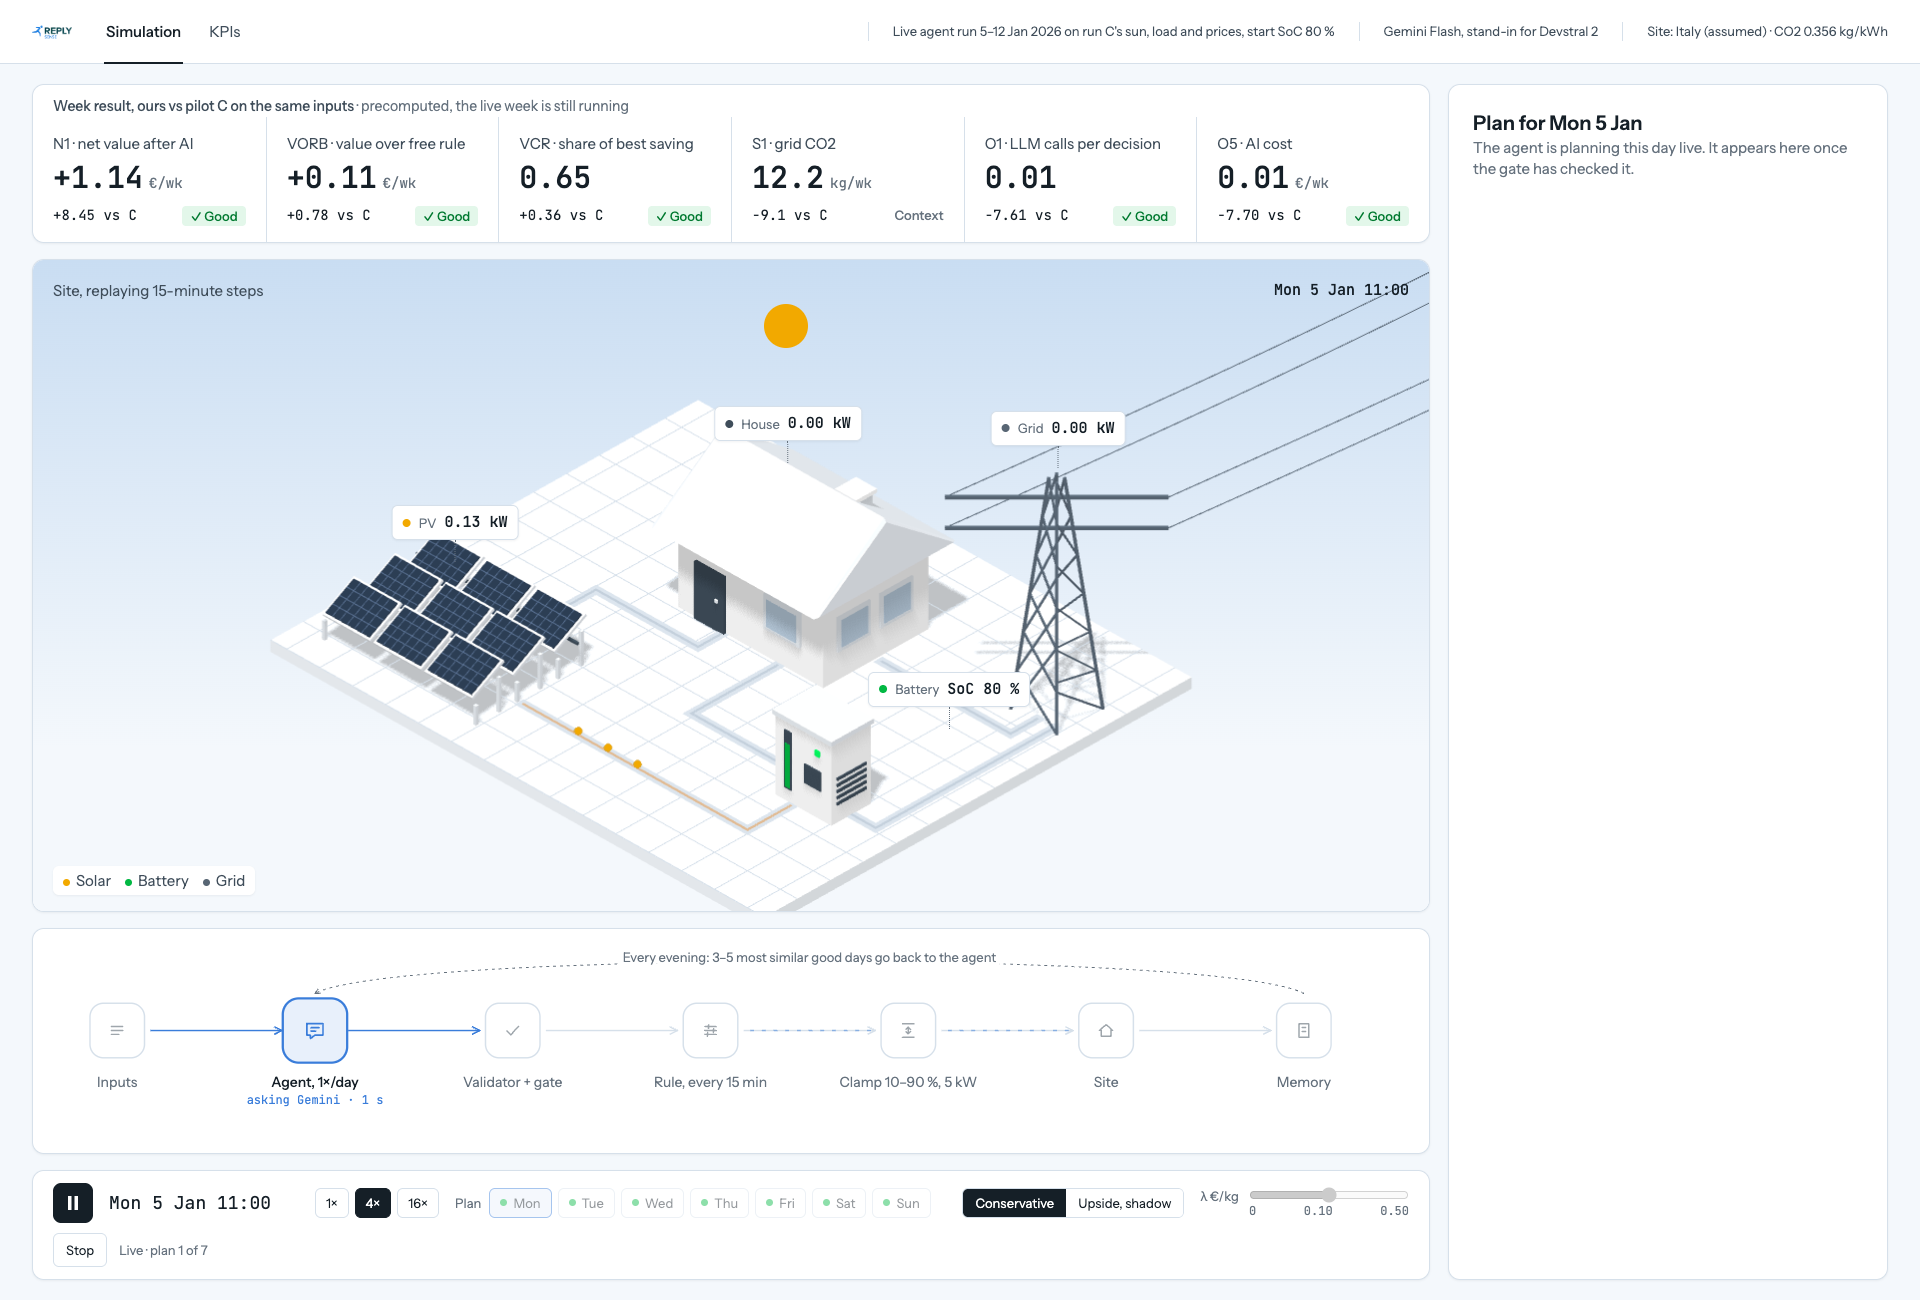 REPLY
Simulation
KPIs
Live agent run 5–12 Jan 2026 on run C's sun, load and prices, start SoC 80 %
Gemini Flash, stand-in for Devstral 2
Site: Italy (assumed) · CO2 0.356 kg/kWh
Week result, ours vs pilot C on the same inputs · precomputed, the live week is still running
N1 · net value after AI
+1.14 €/wk
+8.45 vs C
Good
VORB · value over free rule
+0.11 €/wk
+0.78 vs C
Good
VCR · share of best saving
0.65
+0.36 vs C
Good
S1 · grid CO2
12.2 kg/wk
-9.1 vs C
Context
O1 · LLM calls per decision
0.01
-7.61 vs C
Good
O5 · AI cost
0.01 €/wk
-7.70 vs C
Good
Plan for Mon 5 Jan
The agent is planning this day live. It appears here once
the gate has checked it.
Site, replaying 15-minute steps
Mon 5 Jan 11:00
House 0.00 kW
Grid 0.00 kW
PV 0.13 kW
Battery SoC 80 %
Solar
Battery
Grid
Every evening: 3–5 most similar good days go back to the agent
Inputs
Agent, 1×/day
asking Gemini · 1 s
Validator + gate
Rule, every 15 min
Clamp 10–90 %, 5 kW
Site
Memory
Mon 5 Jan 11:00
1×
4×
16×
Plan
Mon
Tue
Wed
Thu
Fri
Sat
Sun
Conservative
Upside, shadow
λ €/kg
0
0.10
0.50
Stop
Live · plan 1 of 7